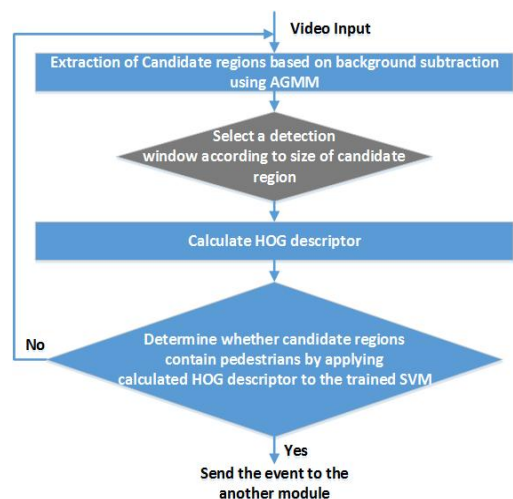 Video Input
Extraction of Candidate regions based on background subtraction
using AGMM
Select a detection
window according to size of candidate
region
Calculate HOG descriptor
No
Determine whether candidate regions
contain pedestrians by applying
calculated HOG descriptor to the trained SVM
Yes
Send the event to the
another module